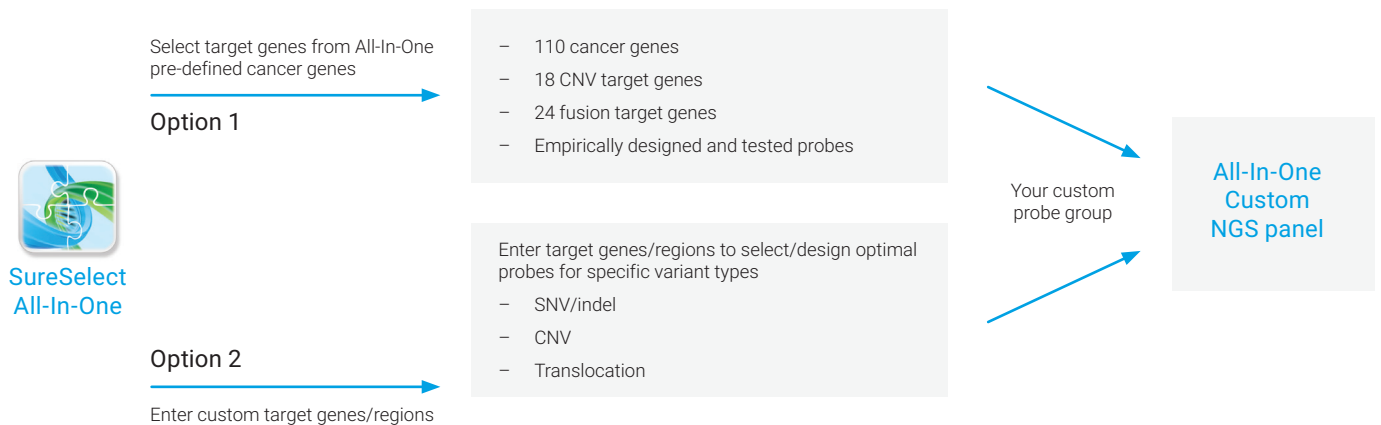 Select target genes from All-In-One
pre-defined cancer genes
Option 1
– 110 cancer genes
– 18 CNV target genes
– 24 fusion target genes
– Empirically designed and tested probes
SureSelect
All-In-One
Option 2
Enter custom target genes/regions
Enter target genes/regions to select/design optimal
probes for specific variant types
– SNV/indel
– CNV
– Translocation
Your custom
probe group
All-In-One
Custom
NGS panel